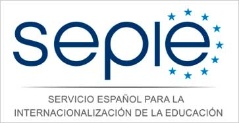 sepie
SERVICIO ESPAÑOL PARA LA
INTERNACIONALIZACIÓN DE LA EDUCACIÓN